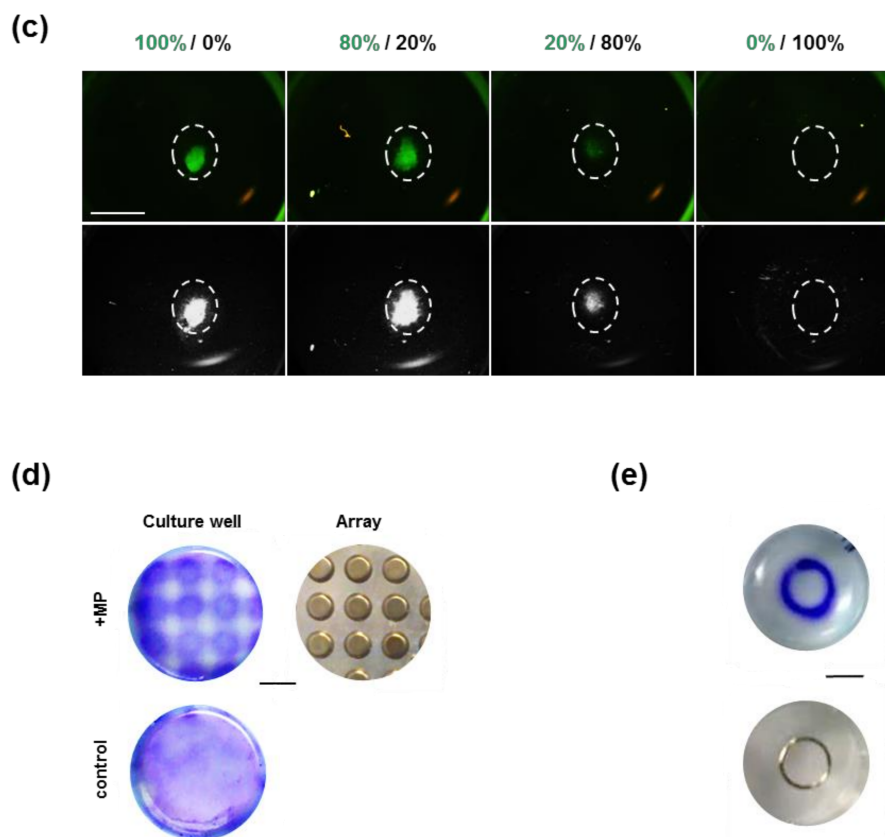 (c)
100% / 0%
80% / 20%
20% / 80%
0% / 100%
(d)
(e)
Culture well
Array
+MP
control